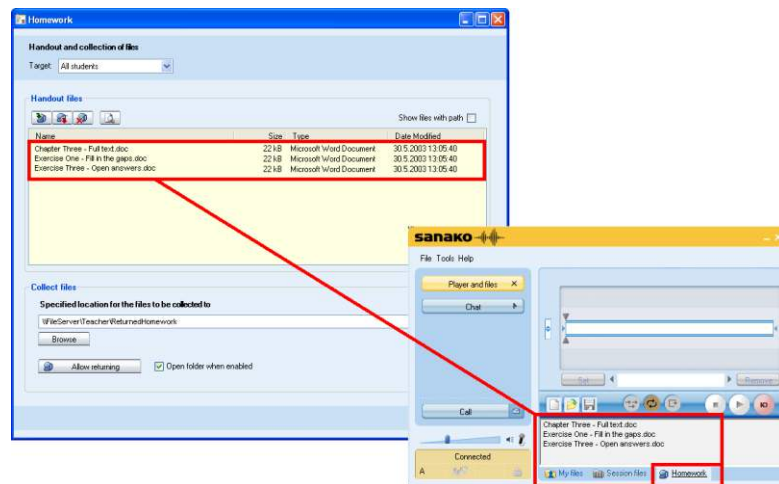 Homework
Handout and collection of files
Target: All students
Handout files
Show files with path
Name Size Type Date Modified
Chapter Three - Full text.doc 22 kB Microsoft Word Document 30.5.2003 13:05:40
Exercise One - Fill in the gaps.doc 22 kB Microsoft Word Document 30.5.2003 13:05:40
Exercise Three - Open answers.doc 22 kB Microsoft Word Document 30.5.2003 13:05:40
Collect files
Specified location for the files to be collected to
\\FileServer\Teacher\ReturnedHomework
Browse
Allow returning Open folder when enabled
sanako
File Tools Help
Player and files
Chat
Set Remove
Call
Chapter Three - Full text.doc
Exercise One - Fill in the gaps.doc
Exercise Three - Open answers.doc
Connected
A
My files Session files Homework